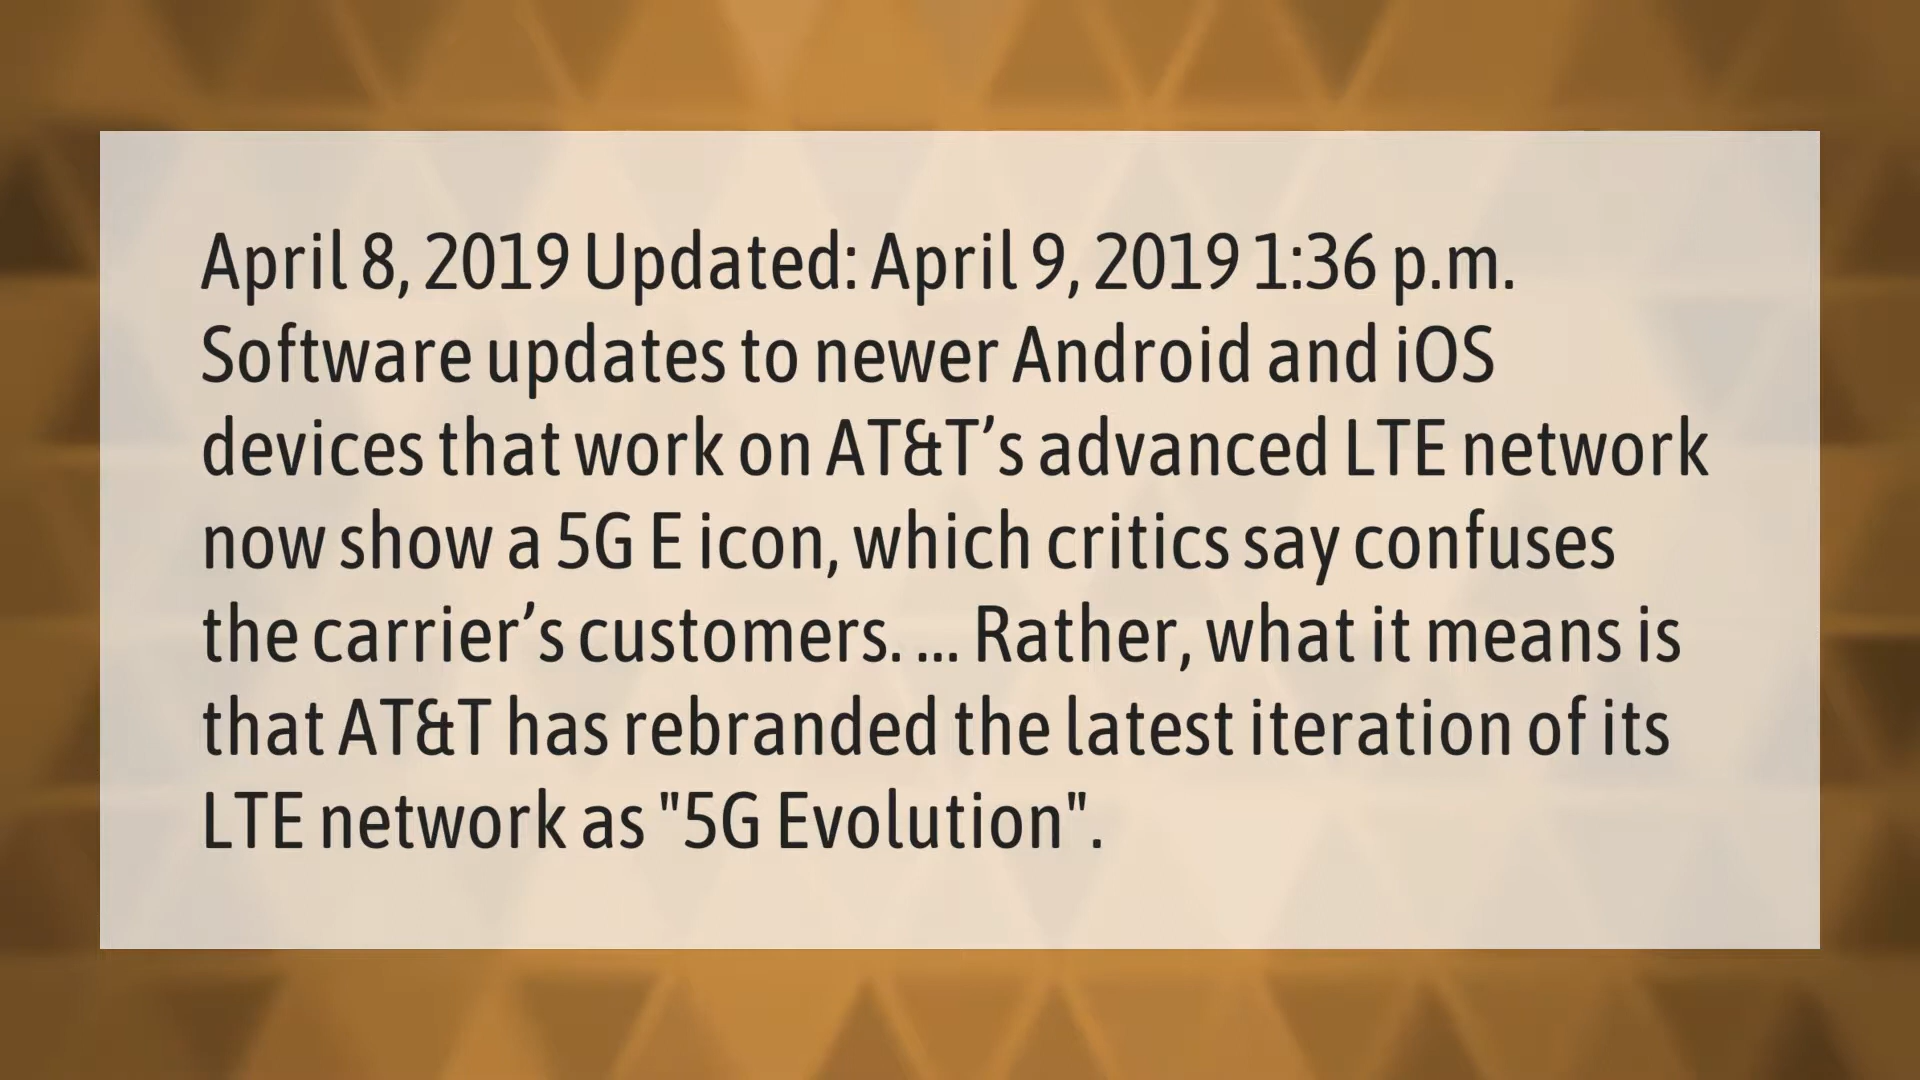 April 8, 2019 Updated: April 9, 2019 1:36 p.m.
Software updates to newer Android and iOS
devices that work on AT&T’s advanced LTE network
now show a 5G E icon, which critics say confuses
the carrier’s customers. ... Rather, what it means is
that AT&T has rebranded the latest iteration of its
LTE network as "5G Evolution".